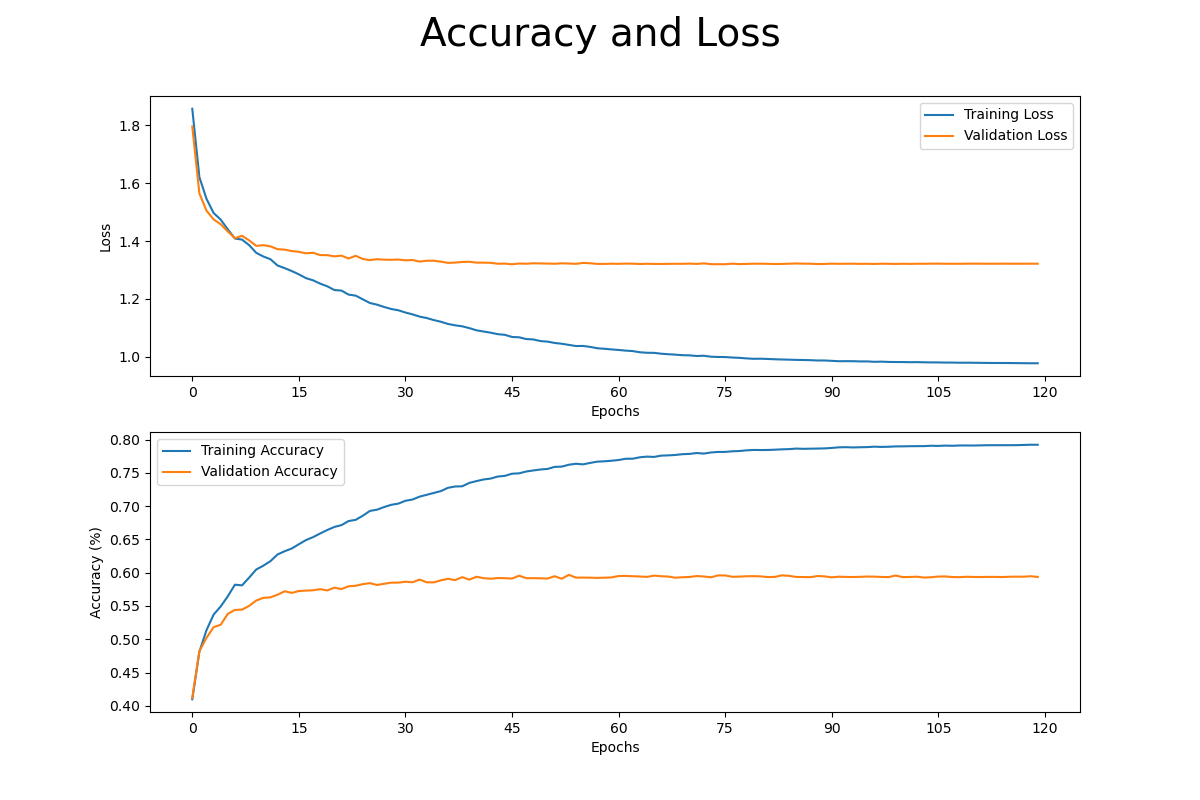 Accuracy and Loss
1.8
1.6
1.4
1.2
1.0
Loss
Training Loss
Validation Loss
0 15 30 45 60 75 90 105 120
Epochs
0.80
0.75
0.70
0.65
0.60
0.55
0.50
0.45
0.40
Accuracy (%)
Training Accuracy
Validation Accuracy
0 15 30 45 60 75 90 105 120
Epochs